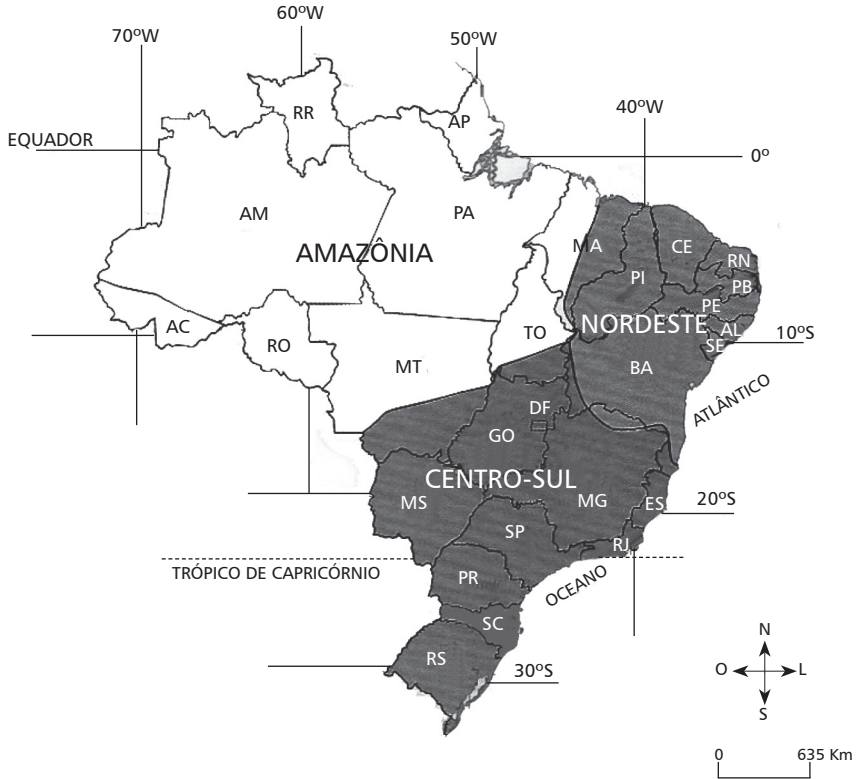 60ºW
70ºW
50ºW
40ºW
RR
AP
EQUADOR
0º
AM
PA
AMAZÔNIA
MA
CE
RN
PI
PB
PE
AC
NORDESTE
AL
10ºS
TO
RO
SE
MT
BA
ATLÂNTICO
DF
GO
CENTRO-SUL
MS
MG
ES
20ºS
SP
RJ
TRÓPICO DE CAPRICÓRNIO
PR
OCEANO
SC
RS
30ºS
N
O L
S
0 635 Km